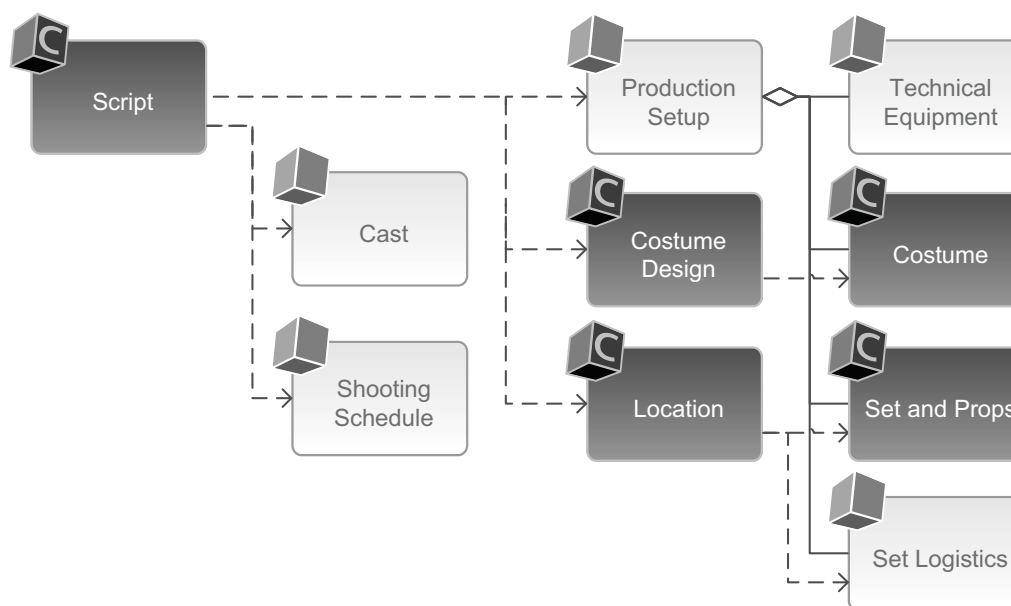 C
Script
Production
Setup
Technical
Equipment
Cast
C
Costume
Design
C
Costume
Shooting
Schedule
C
Location
C
Set and Props
Set Logistics